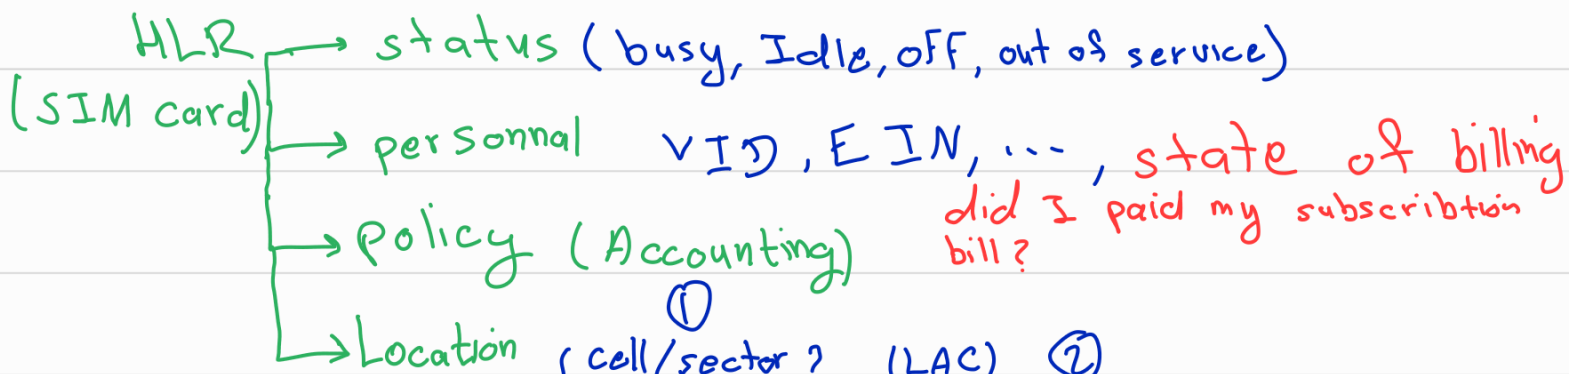 HLR → status (busy, Idle, off, out of service)
(SIM card)
→ personnal VID, EIN, ..., state of billing
did I paid my subscribtion
bill?
→ policy (Accounting)
①
→ Location (cell/sector ? (LAC) ②